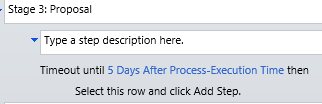 Stage 3: Proposal
Type a step description here.
Timeout until 5 Days After Process-Execution Time then
Select this row and click Add Step.